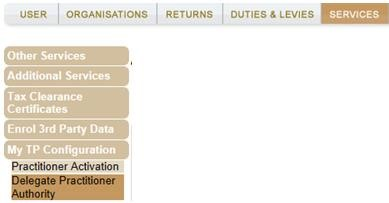 USER
ORGANISATIONS
RETURNS
DUTIES & LEVIES
SERVICES
Other Services
Additional Services
Tax Clearance
Certificates
Enrol 3rd Party Data
My TP Configuration
Practitioner Activation
Delegate Practitioner
Authority